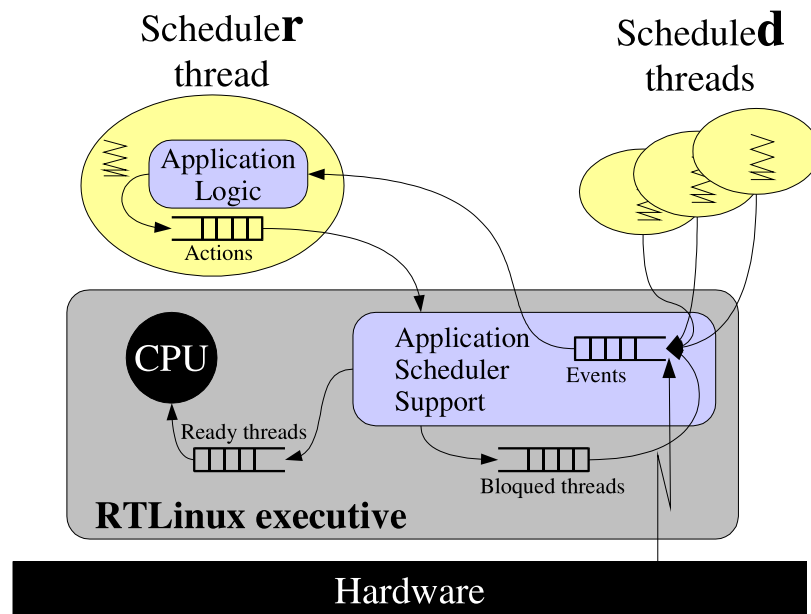 Scheduler
thread
Scheduled
threads
Application
Logic
Actions
Application
Scheduler
Support
Events
CPU
Ready threads
Bloqued threads
RTLinux executive
Hardware